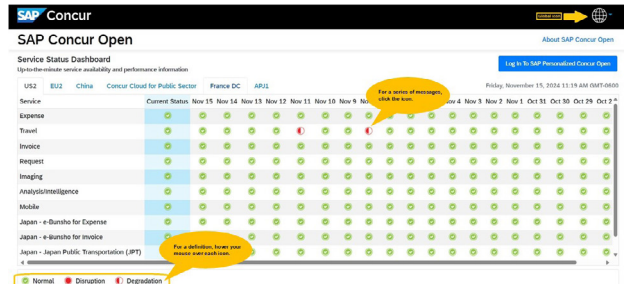 SAP Concur
Global icon
SAP Concur Open
About SAP Concur Open
Service Status Dashboard
Up-to-the-minute service availability and performance information
Log In To SAP Personalized Concur Open
US2 EU2 China Concur Cloud for Public Sector France DC APJ1
Friday, November 15, 2024 11:19 AM GMT-0800
For a series of messages, click the icon.
Service Current Status Nov 15 Nov 14 Nov 13 Nov 12 Nov 11 Nov 10 Nov 9 Nov 4 Nov 3 Nov 2 Nov 1 Oct 31 Oct 30 Oct 29 Oct 2
Expense
Travel
Invoice
Request
Imaging
Analysis/Intelligence
Mobile
Japan - e-Bunsho for Expense
Japan - e-Bunsho for Invoice
Japan - Japan Public Transportation (JPT)
For a definition, hover your mouse over each icon.
Normal Disruption Degradation